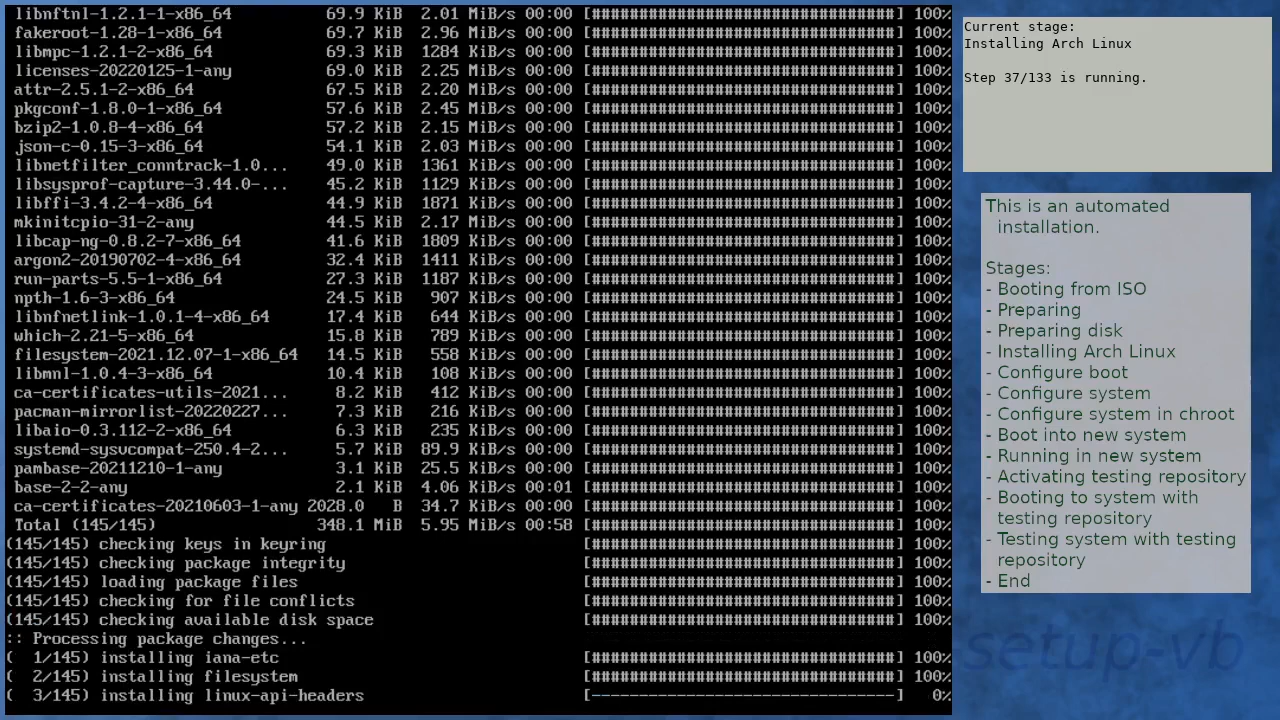 libnftnl-1.2.1-1-x86_64 69.9 KiB 2.01 MiB/s 00:00 [################################] 100%
fakeroot-1.28-1-x86_64 69.7 KiB 2.96 MiB/s 00:00 [################################] 100%
libmpc-1.2.1-2-x86_64 69.3 KiB 1284 KiB/s 00:00 [################################] 100%
licenses-20220125-1-any 69.0 KiB 2.25 MiB/s 00:00 [################################] 100%
attr-2.5.1-2-x86_64 67.5 KiB 2.20 MiB/s 00:00 [################################] 100%
pkgconf-1.8.0-1-x86_64 57.6 KiB 2.45 MiB/s 00:00 [################################] 100%
bzip2-1.0.8-4-x86_64 57.2 KiB 2.15 MiB/s 00:00 [################################] 100%
json-c-0.15-3-x86_64 54.1 KiB 2.03 MiB/s 00:00 [################################] 100%
libnetfilter_conntrack-1.0... 49.0 KiB 1361 KiB/s 00:00 [################################] 100%
libsysprof-capture-3.44.0-... 45.2 KiB 1129 KiB/s 00:00 [################################] 100%
libffi-3.4.2-4-x86_64 44.9 KiB 1871 KiB/s 00:00 [################################] 100%
mkinitcpio-31-2-any 44.5 KiB 2.17 MiB/s 00:00 [################################] 100%
libcap-ng-0.8.2-7-x86_64 41.6 KiB 1809 KiB/s 00:00 [################################] 100%
argon2-20190702-4-x86_64 32.4 KiB 1411 KiB/s 00:00 [################################] 100%
run-parts-5.5-1-x86_64 27.3 KiB 1187 KiB/s 00:00 [################################] 100%
npth-1.6-3-x86_64 24.5 KiB 907 KiB/s 00:00 [################################] 100%
libnfnetlink-1.0.1-4-x86_64 17.4 KiB 644 KiB/s 00:00 [################################] 100%
which-2.21-5-x86_64 15.8 KiB 789 KiB/s 00:00 [################################] 100%
filesystem-2021.12.07-1-x86_64 14.5 KiB 558 KiB/s 00:00 [################################] 100%
libmnl-1.0.4-3-x86_64 10.4 KiB 108 KiB/s 00:00 [################################] 100%
ca-certificates-utils-2021... 8.2 KiB 412 KiB/s 00:00 [################################] 100%
pacman-mirrorlist-20220227... 7.3 KiB 216 KiB/s 00:00 [################################] 100%
libaio-0.3.112-2-x86_64 6.3 KiB 235 KiB/s 00:00 [################################] 100%
systemd-sysvcompat-250.4-2... 5.7 KiB 89.9 KiB/s 00:00 [################################] 100%
pambase-20211210-1-any 3.1 KiB 25.5 KiB/s 00:00 [################################] 100%
base-2-2-any 2.1 KiB 4.06 KiB/s 00:01 [################################] 100%
ca-certificates-20210603-1-any 2028.0 B 34.7 KiB/s 00:00 [################################] 100%
Total (145/145) 348.1 MiB 5.95 MiB/s 00:58 [################################] 100%
(145/145) checking keys in keyring [################################] 100%
(145/145) checking package integrity [################################] 100%
(145/145) loading package files [################################] 100%
(145/145) checking for file conflicts [################################] 100%
(145/145) checking available disk space [################################] 100%
:: Processing package changes...
( 1/145) installing iana-etc [################################] 100%
( 2/145) installing filesystem [################################] 100%
( 3/145) installing linux-api-headers [--------------------------------] 0%
Current stage:
Installing Arch Linux
Step 37/133 is running.
This is an automated
installation.
Stages:
- Booting from ISO
- Preparing
- Preparing disk
- Installing Arch Linux
- Configure boot
- Configure system
- Configure system in chroot
- Boot into new system
- Running in new system
- Activating testing repository
- Booting to system with
testing repository
- Testing system with testing
repository
- End
setup-vb